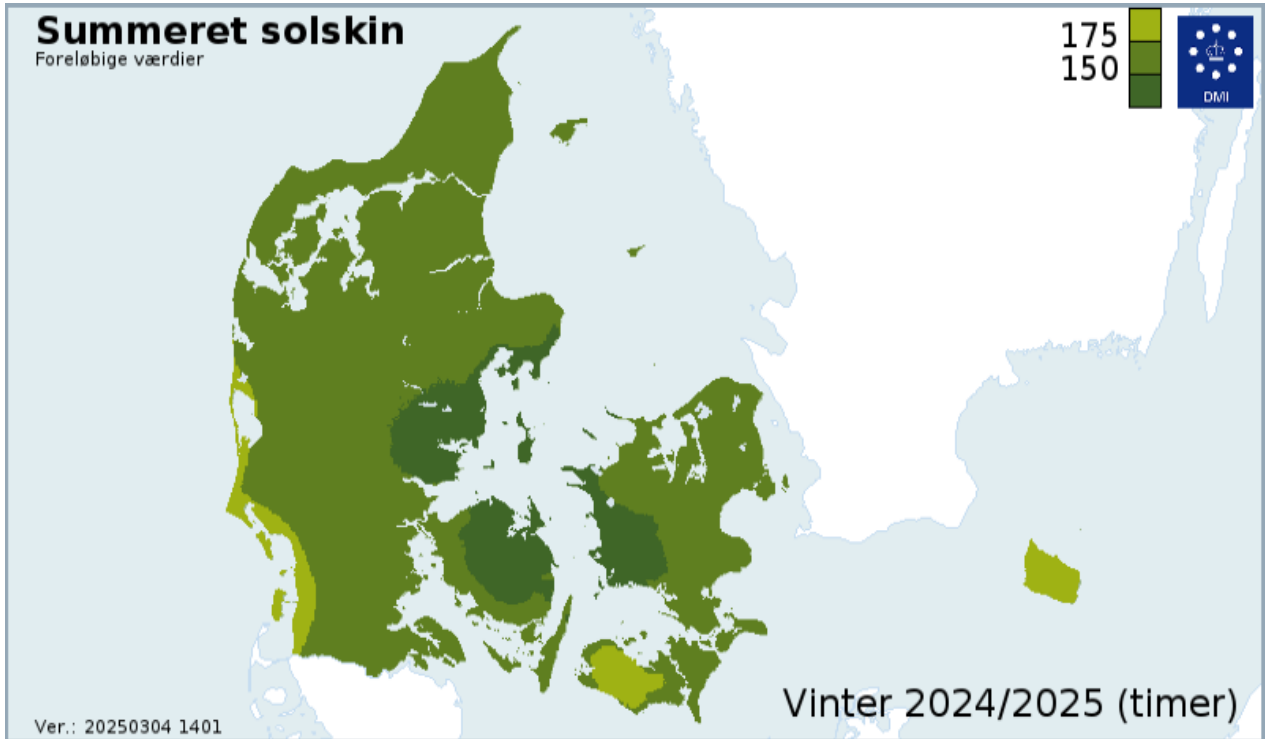 Summeret solskin
Foreløbige værdier
175
150
DMI
Vinter 2024/2025 (timer)
Ver.: 20250304 1401